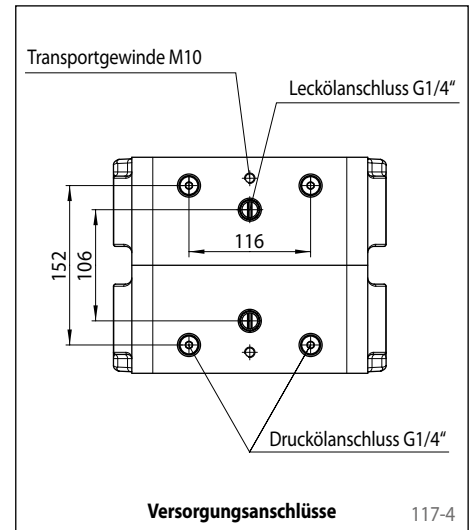 Transportgewinde M10
Leckölanschluss G1/4“
116
152
106
Druckölanschluss G1/4“
Versorgungsanschlüsse
117-4